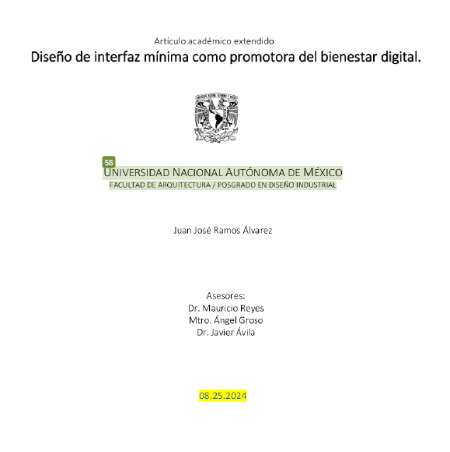 Artículo académico extendido
Diseño de interfaz mínima como promotora del bienestar digital.
58
UNIVERSIDAD NACIONAL AUTÓNOMA DE MÉXICO
FACULTAD DE ARQUITECTURA / POSGRADO EN DISEÑO INDUSTRIAL
Juan José Ramos Álvarez
Asesores:
Dr. Mauricio Reyes
Mtro. Ángel Groso
Dr. Javier Ávila
08.25.2024